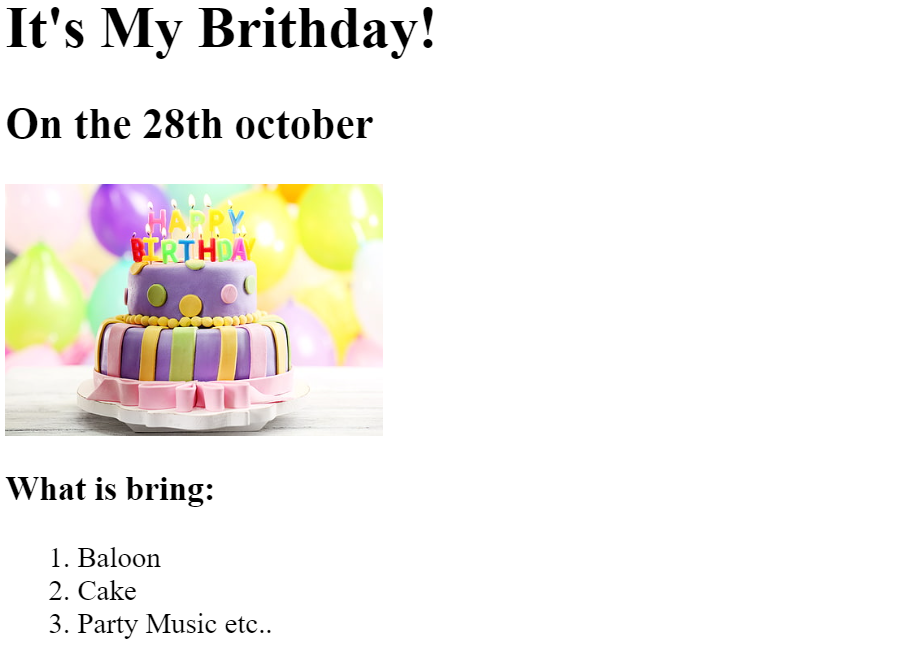 It's My Brithday!
On the 28th october
HAPPY
BIRTHDAY
What is bring:
1. Baloon
2. Cake
3. Party Music etc..